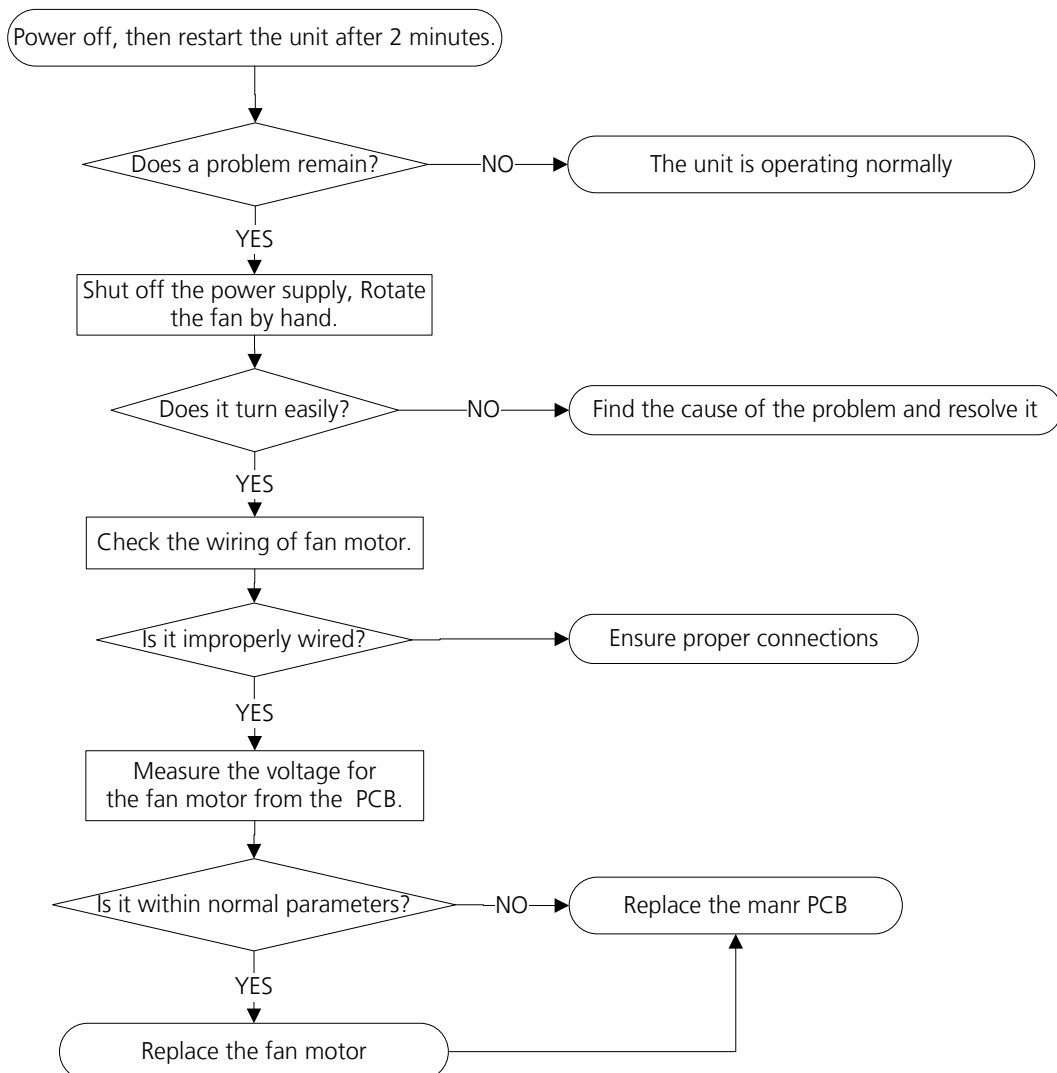 Power off, then restart the unit after 2 minutes.
Does a problem remain?
NO
The unit is operating normally
YES
Shut off the power supply, Rotate
the fan by hand.
Does it turn easily?
NO
Find the cause of the problem and resolve it
YES
Check the wiring of fan motor.
Is it improperly wired?
Ensure proper connections
YES
Measure the voltage for
the fan motor from the PCB.
Is it within normal parameters?
NO
Replace the manr PCB
YES
Replace the fan motor